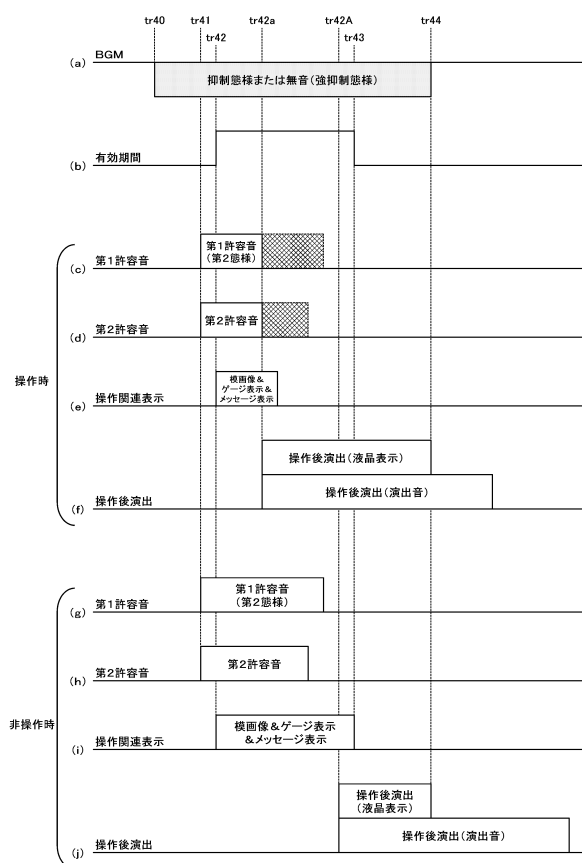 tr40
tr41
tr42a
tr42A
tr44
tr42
tr43
(a)
BGM
抑制態様または無音(強抑制態様)
(b)
有効期間
操作時
(c)
第1許容音
第1許容音
(第2態様)
(d)
第2許容音
第2許容音
(e)
操作関連表示
模画像&
ゲージ表示&
メッセージ表示
(f)
操作後演出
操作後演出(液晶表示)
操作後演出(演出音)
非操作時
(g)
第1許容音
第1許容音
(第2態様)
(h)
第2許容音
第2許容音
(i)
操作関連表示
模画像&ゲージ表示
&メッセージ表示
(j)
操作後演出
操作後演出
(液晶表示)
操作後演出(演出音)